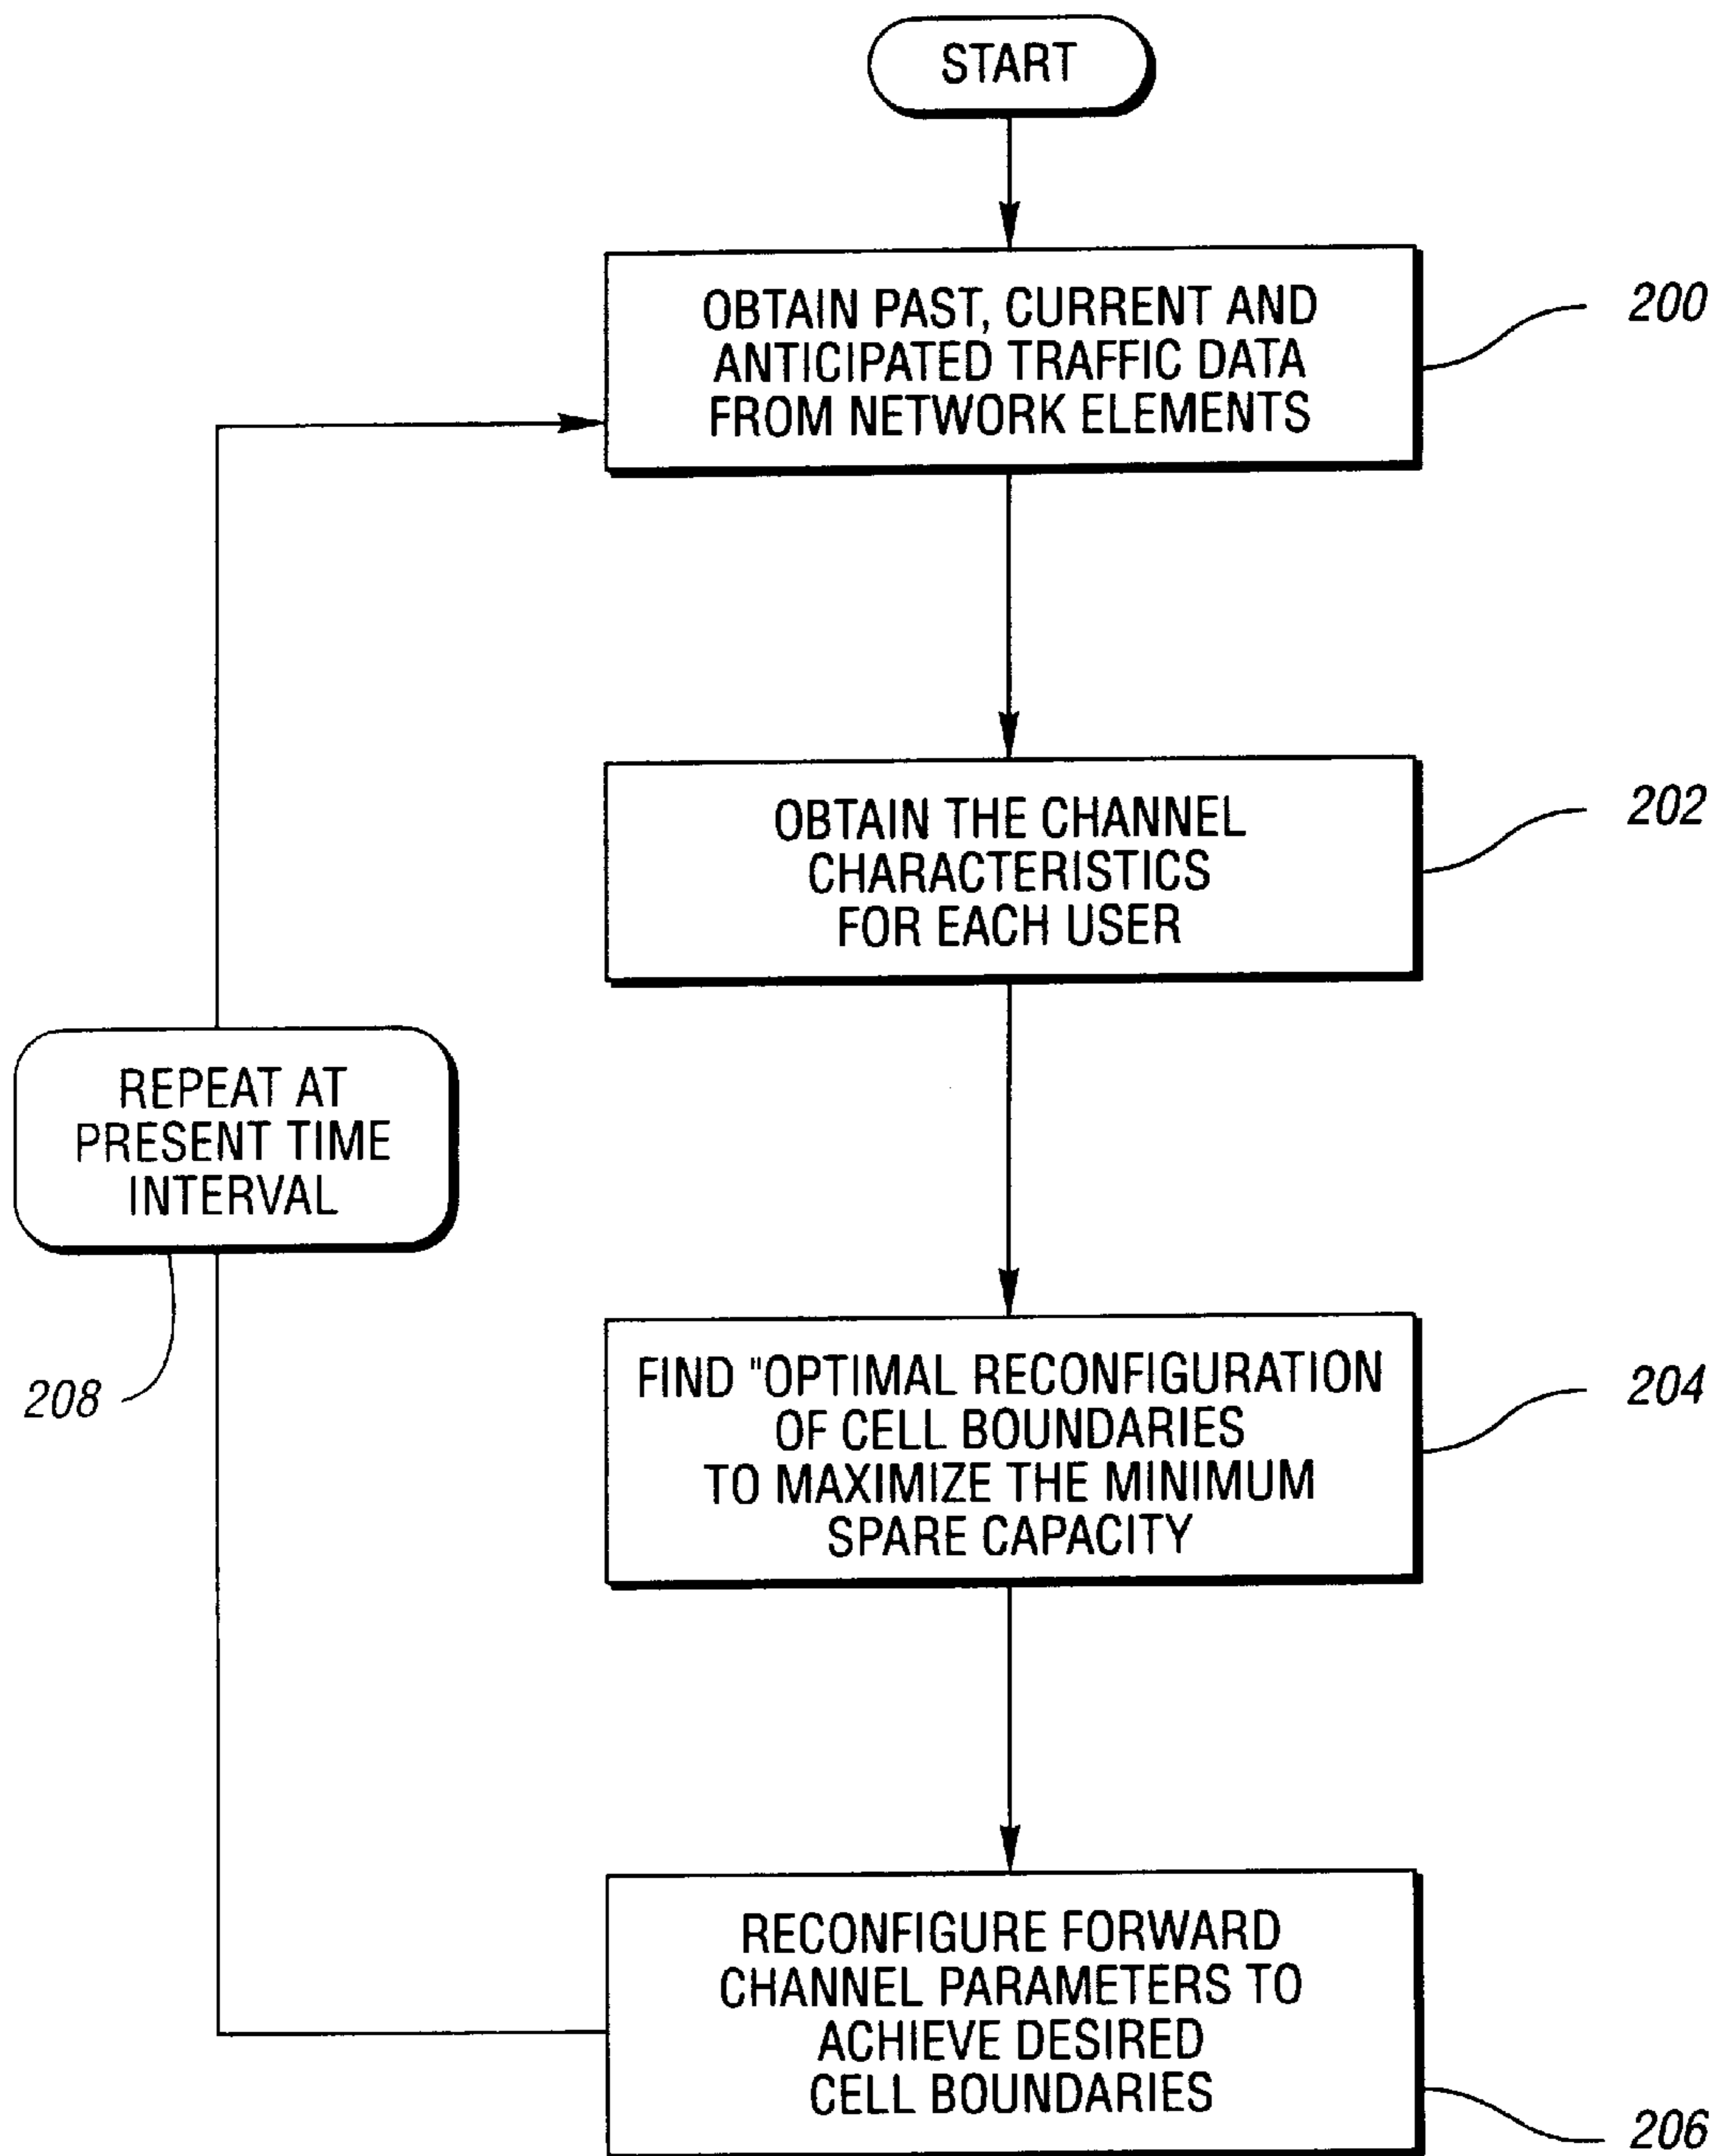 START
OBTAIN PAST, CURRENT AND
ANTICIPATED TRAFFIC DATA
FROM NETWORK ELEMENTS
200
OBTAIN THE CHANNEL
CHARACTERISTICS
FOR EACH USER
202
REPEAT AT
PRESENT TIME
INTERVAL
208
FIND "OPTIMAL RECONFIGURATION
OF CELL BOUNDARIES
TO MAXIMIZE THE MINIMUM
SPARE CAPACITY
204
RECONFIGURE FORWARD
CHANNEL PARAMETERS TO
ACHIEVE DESIRED
CELL BOUNDARIES
206